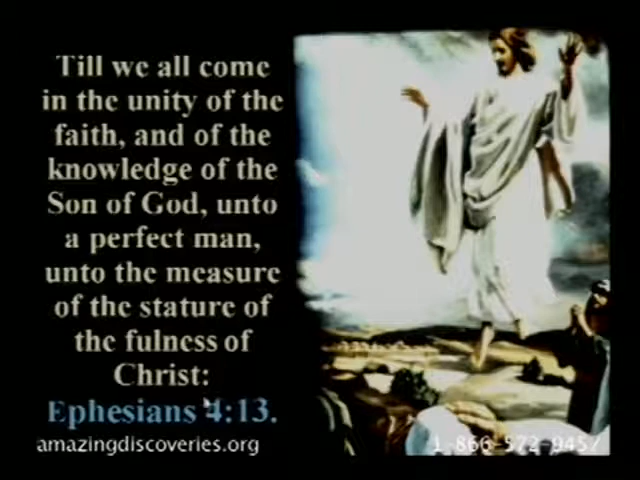 Till we all come
in the unity of the
faith, and of the
knowledge of the
Son of God, unto
a perfect man,
unto the measure
of the stature of
the fulness of
Christ:
Ephesians 4:13.
amazingdiscoveries.org
1-866-572-9457